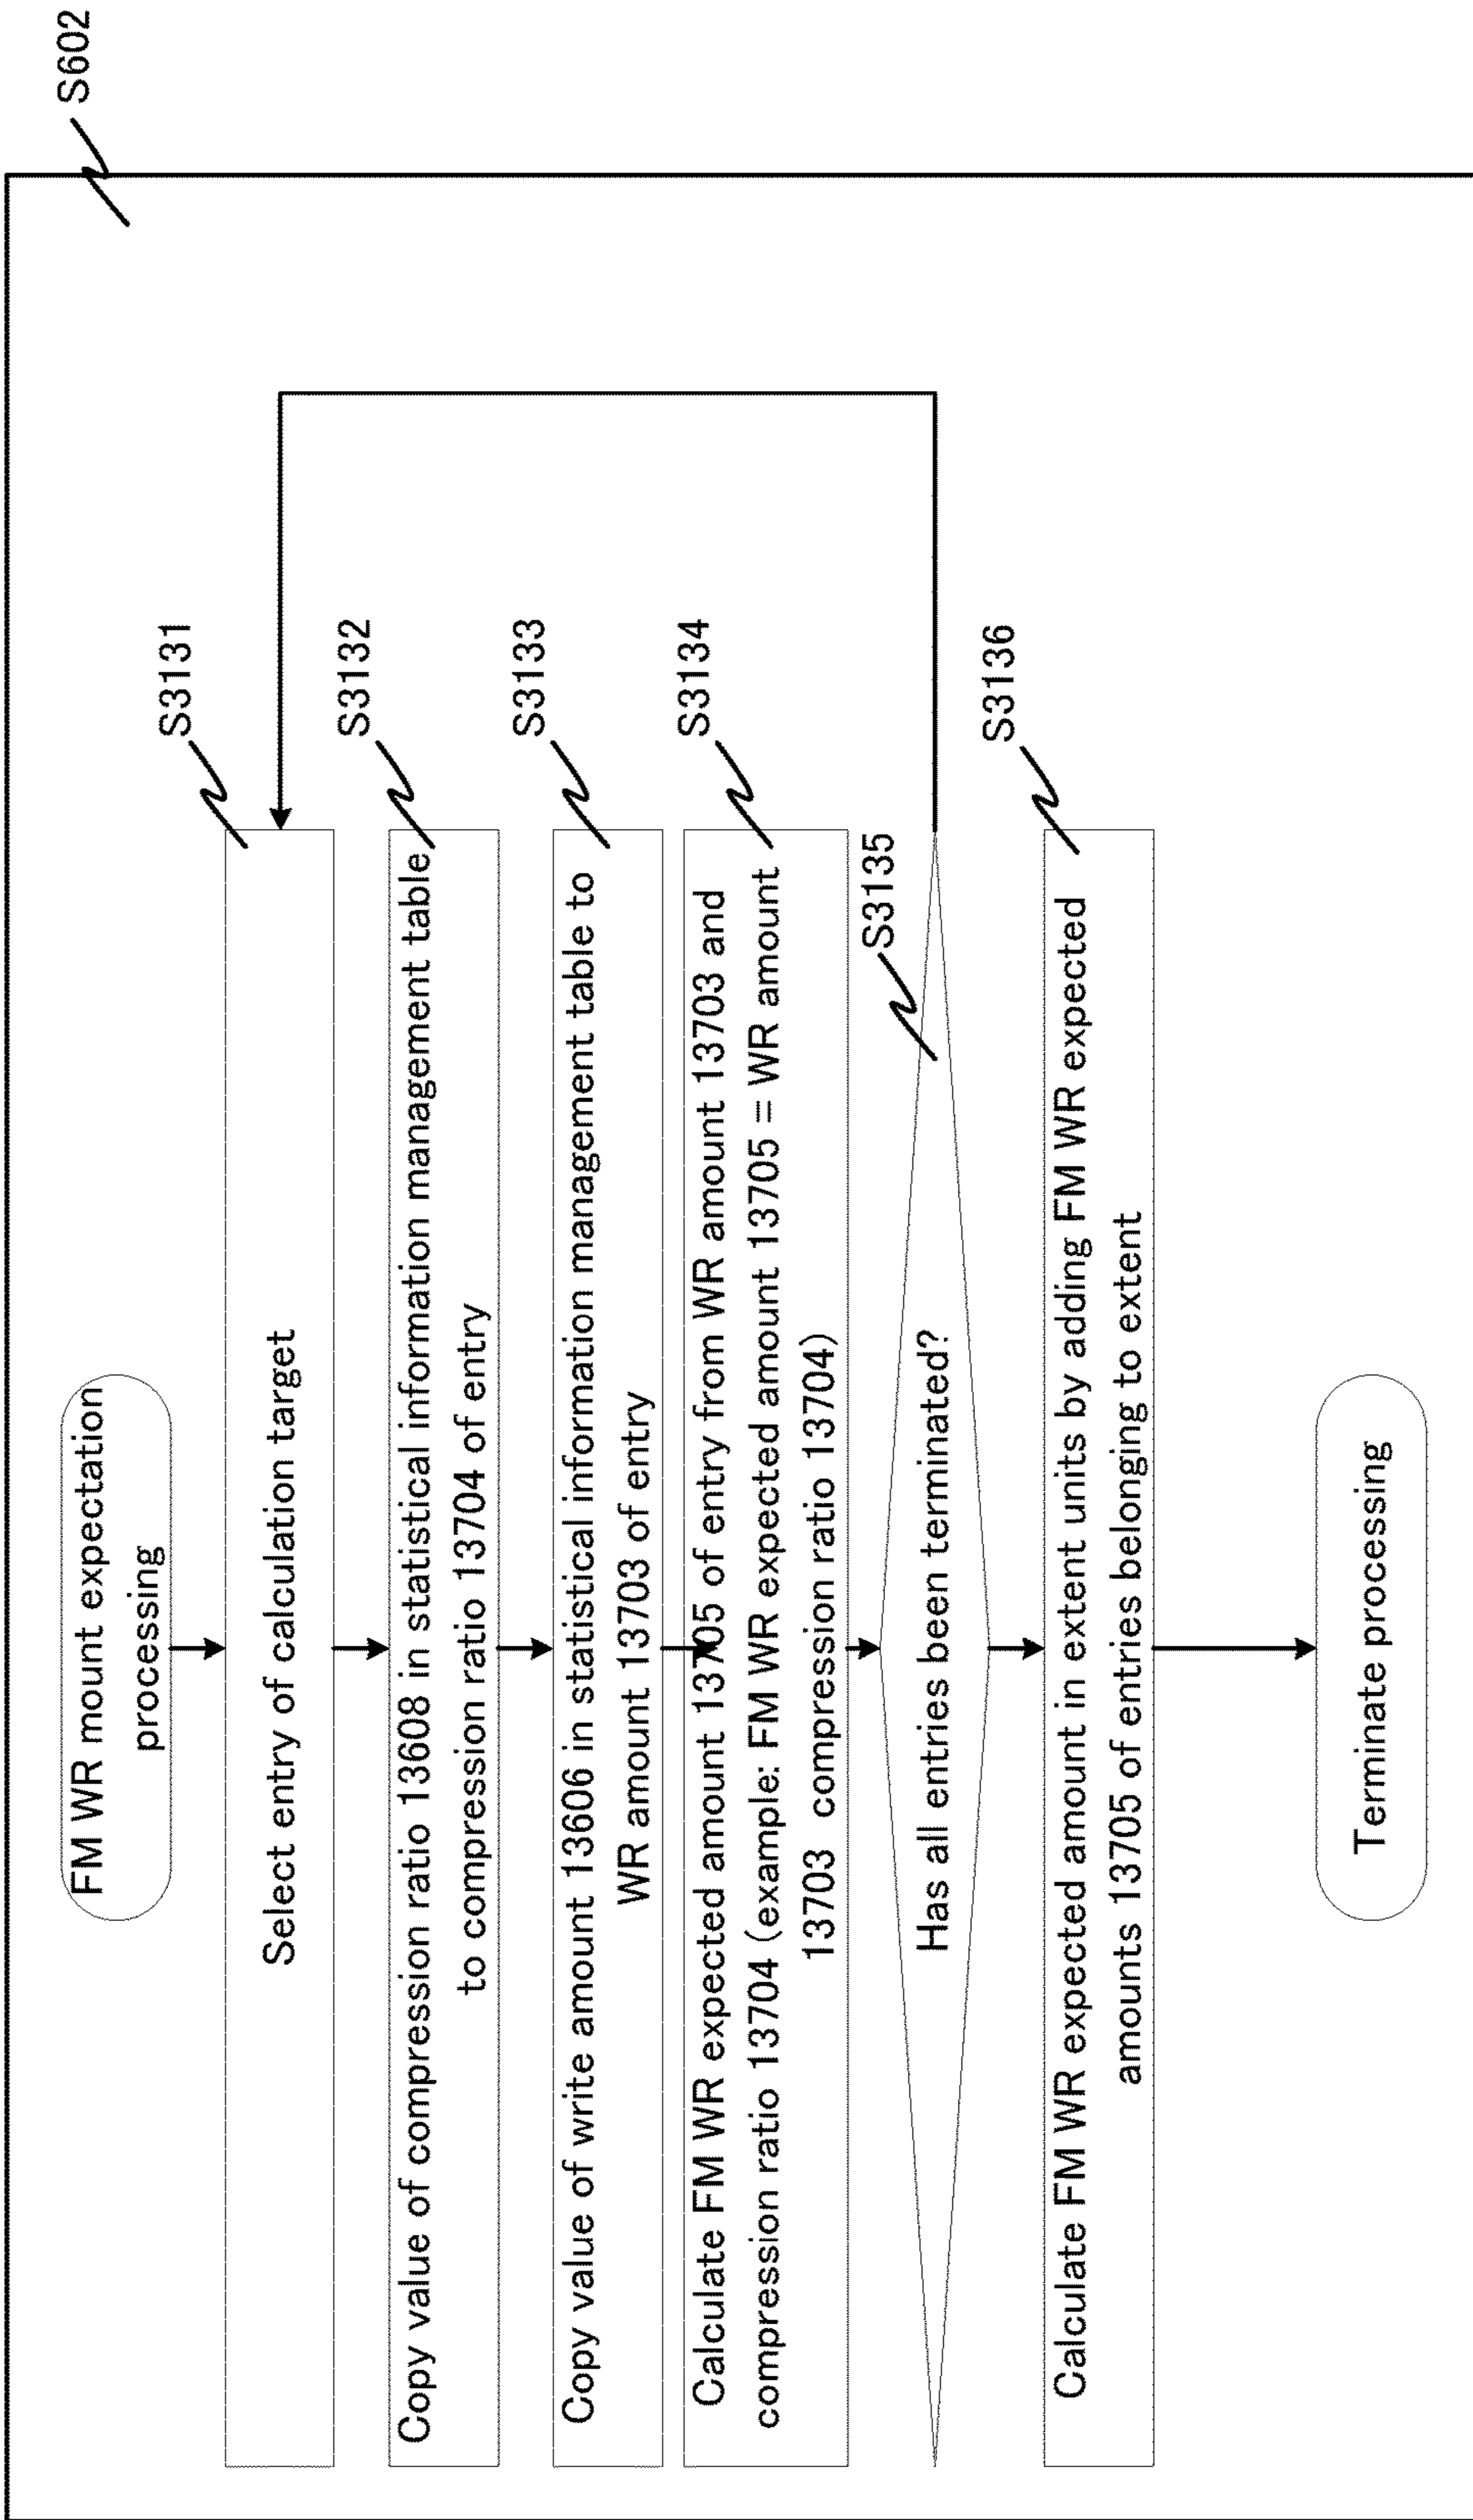 S602
FM WR mount expectation
processing
S3131
Select entry of calculation target
S3132
Copy value of compression ratio 13608 in statistical information management table
to compression ratio 13704 of entry
S3133
Copy value of write amount 13606 in statistical information management table to
WR amount 13703 of entry
S3134
Calculate FM WR expected amount 13705 of entry from WR amount 13703 and
compression ratio 13704 (example: FM WR expected amount 13705 = WR amount
13703 compression ratio 13704)
S3135
Has all entries been terminated?
S3136
Calculate FM WR expected amount in extent units by adding FM WR expected
amounts 13705 of entries belonging to extent
Terminate processing